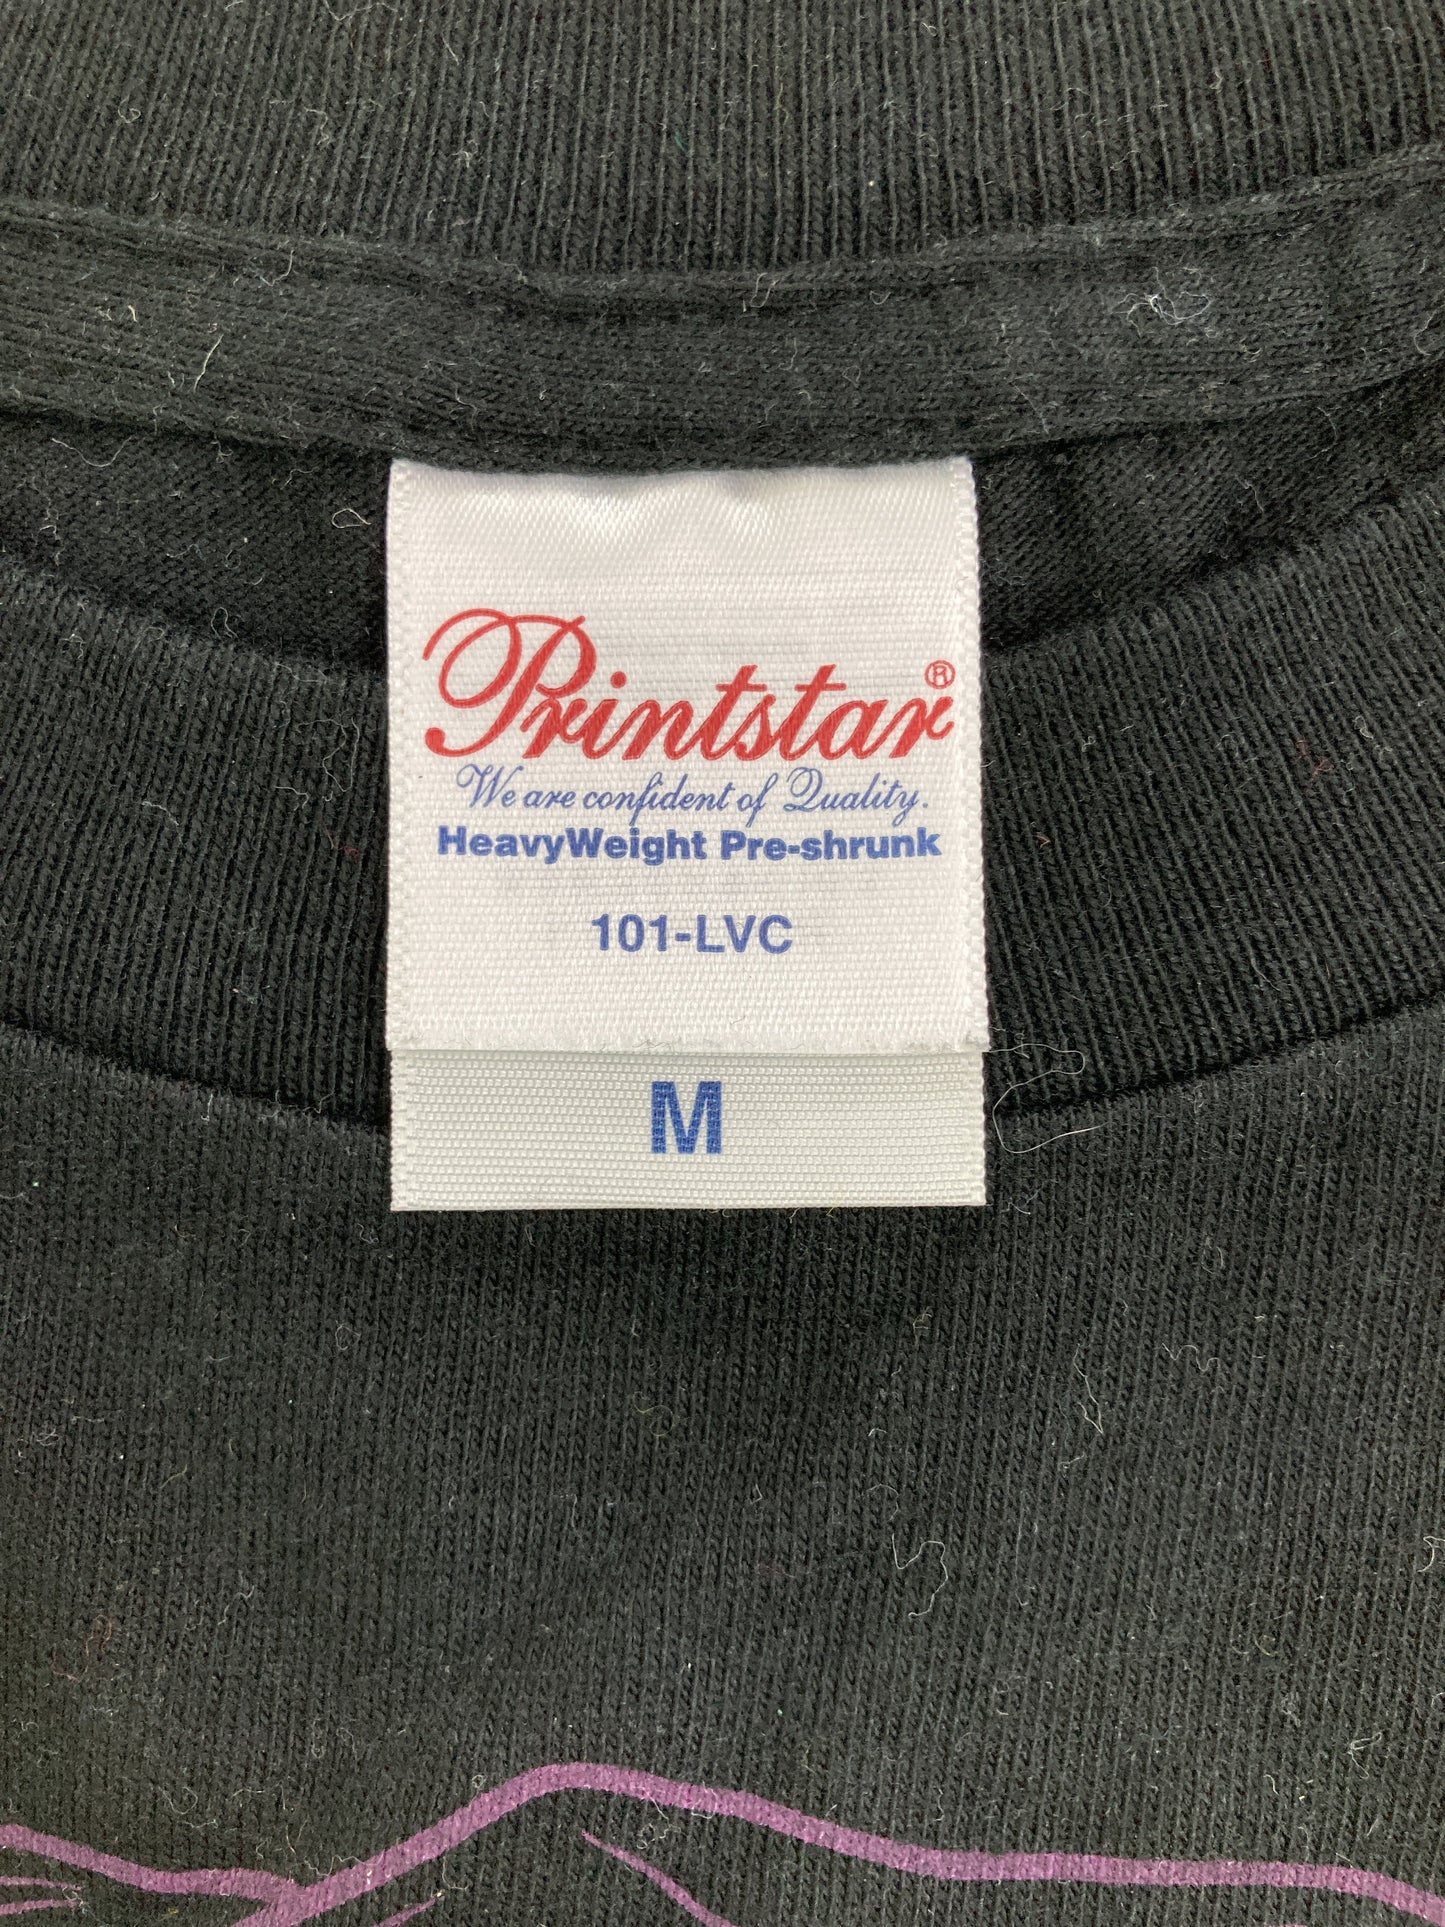 Printstar®
We are confident of Quality.
HeavyWeight Pre-shrunk
101-LVC
M